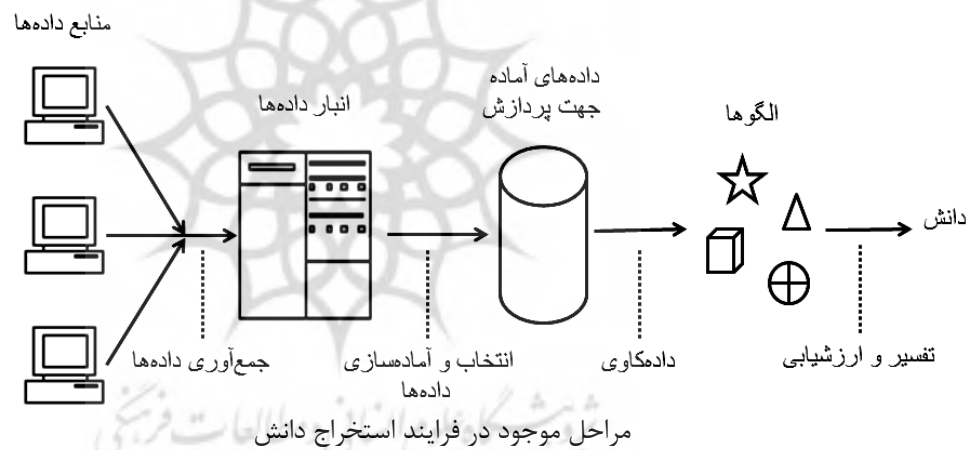 منابع داده‌ها
انبار داده‌ها
داده‌های آماده
جهت پردازش
الگوها
دانش
جمع‌آوری داده‌ها
انتخاب و آماده‌سازی
داده‌ها
داده‌کاوی
تفسیر و ارزشیابی
مراحل موجود در فرایند استخراج دانش